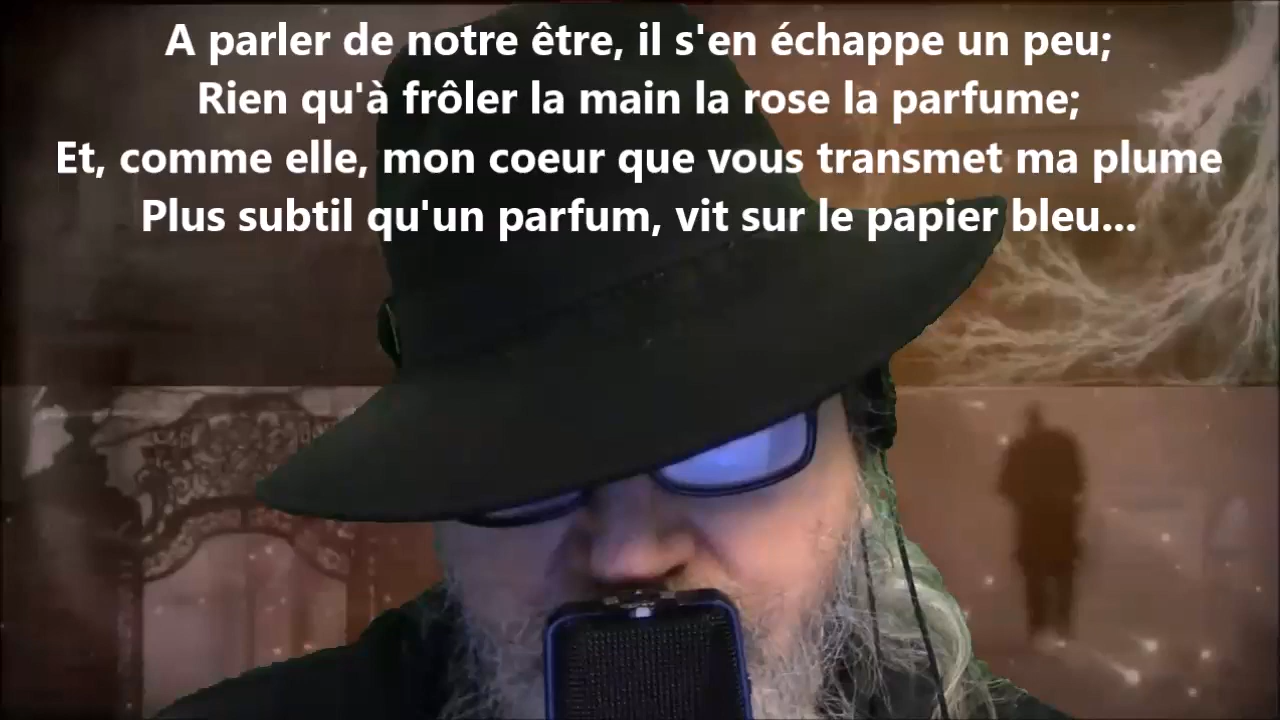 A parler de notre être, il s'en échappe un peu;
Rien qu'à frôler la main la rose la parfume;
Et, comme elle, mon coeur que vous transmet ma plume
Plus subtil qu'un parfum, vit sur le papier bleu...